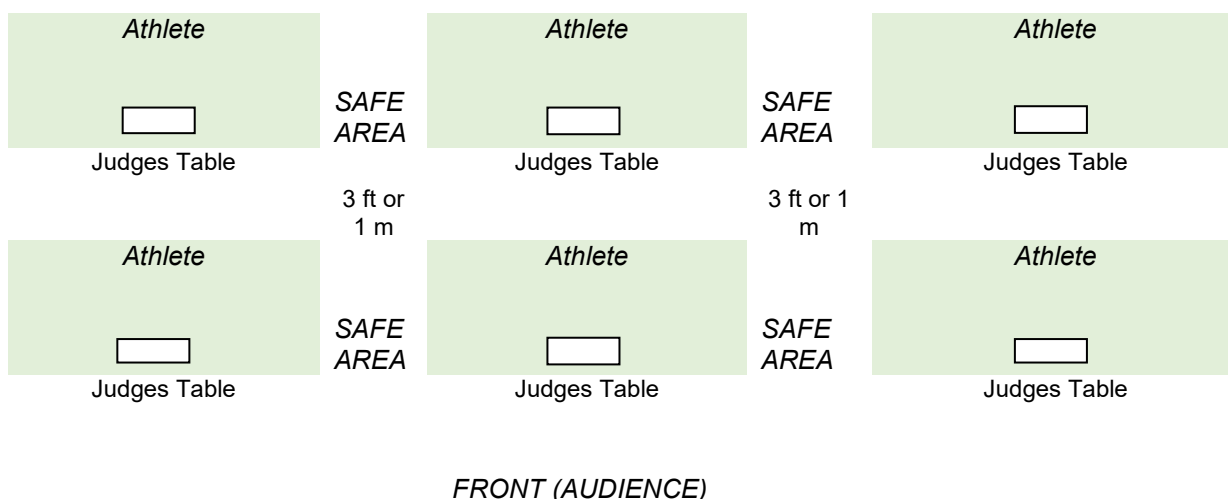 Athlete Athlete Athlete
SAFE SAFE
AREA AREA
Judges Table Judges Table Judges Table
3 ft or 3 ft or 1
1 m m
Athlete Athlete Athlete
SAFE SAFE
AREA AREA
Judges Table Judges Table Judges Table
FRONT (AUDIENCE)